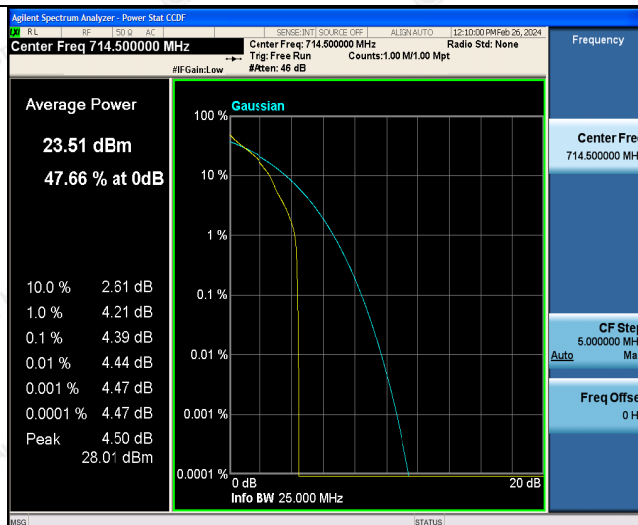 Agilent Spectrum Analyzer - Power Stat CCDF
LXI RL RF 50 Ω AC SENSE:INT SOURCE OFF ALIGN AUTO 12:10:00 PM Feb 26, 2024
Center Freq 714.500000 MHz
Center Freq: 714.500000 MHz Radio Std: None
Trig: Free Run Counts:1.00 M/1.00 Mpt
#IFGain:Low #Atten: 46 dB
Frequency
Average Power
23.51 dBm
47.66 % at 0dB
10.0 % 2.61 dB
1.0 % 4.21 dB
0.1 % 4.39 dB
0.01 % 4.44 dB
0.001 % 4.47 dB
0.0001 % 4.47 dB
Peak 4.50 dB
28.01 dBm
Gaussian
100 %
10 %
1 %
0.1 %
0.01 %
0.001 %
0.0001 %
0 dB 20 dB
Info BW 25.000 MHz
Center Fre
714.500000 MH
CF Step
5.000000 MH
Auto Ma
Freq Offse
0 H
MSG STATUS